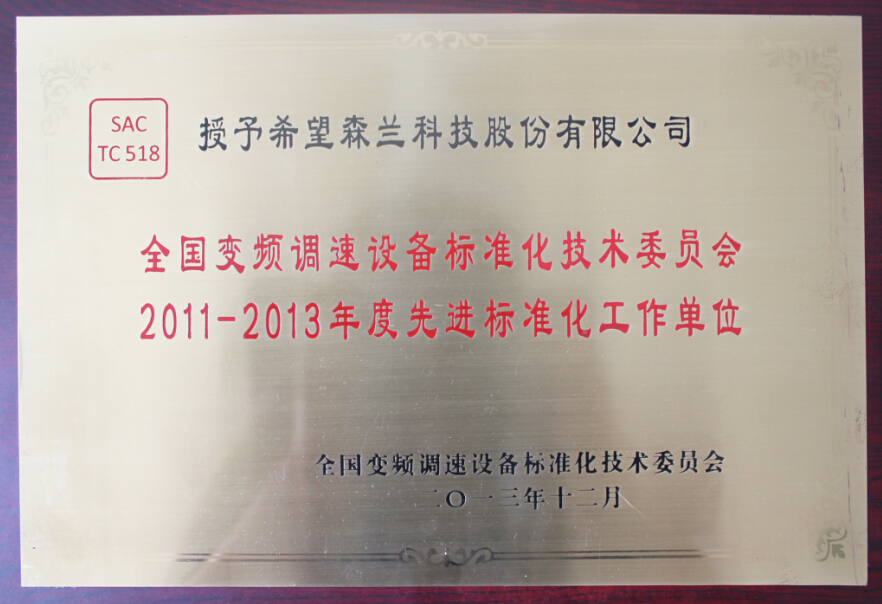 SAC
TC 518
授予希望森兰科技股份有限公司
全国变频调速设备标准化技术委员会
2011-2013年度先进标准化工作单位
全国变频调速设备标准化技术委员会
二〇一三年十二月